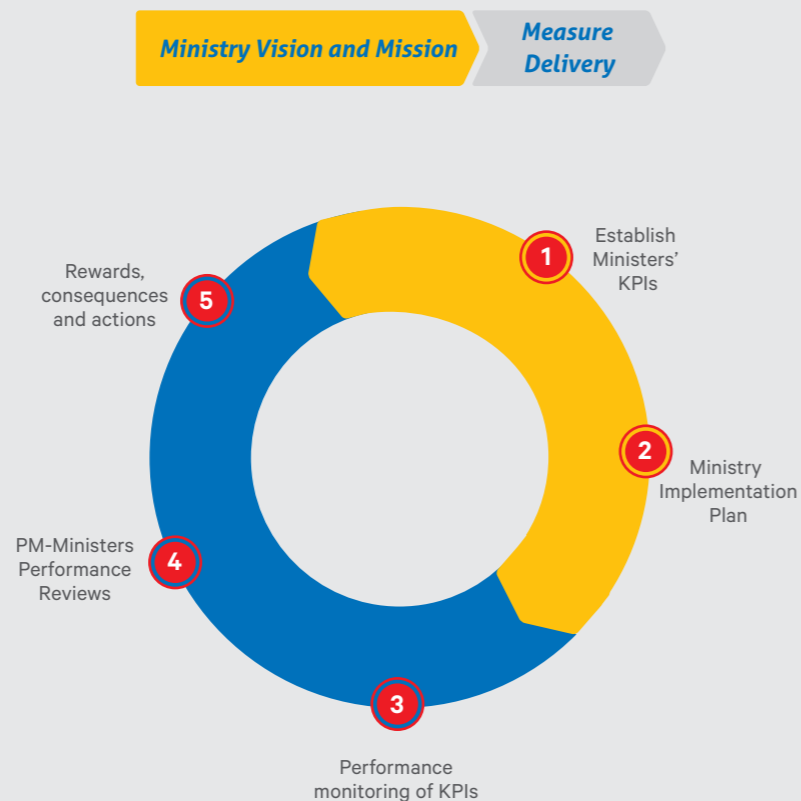 Ministry Vision and Mission
Measure
Delivery
1
Establish
Ministers’
KPIs
2
Ministry
Implementation
Plan
3
Performance
monitoring of KPIs
4
PM-Ministers
Performance
Reviews
5
Rewards,
consequences
and actions